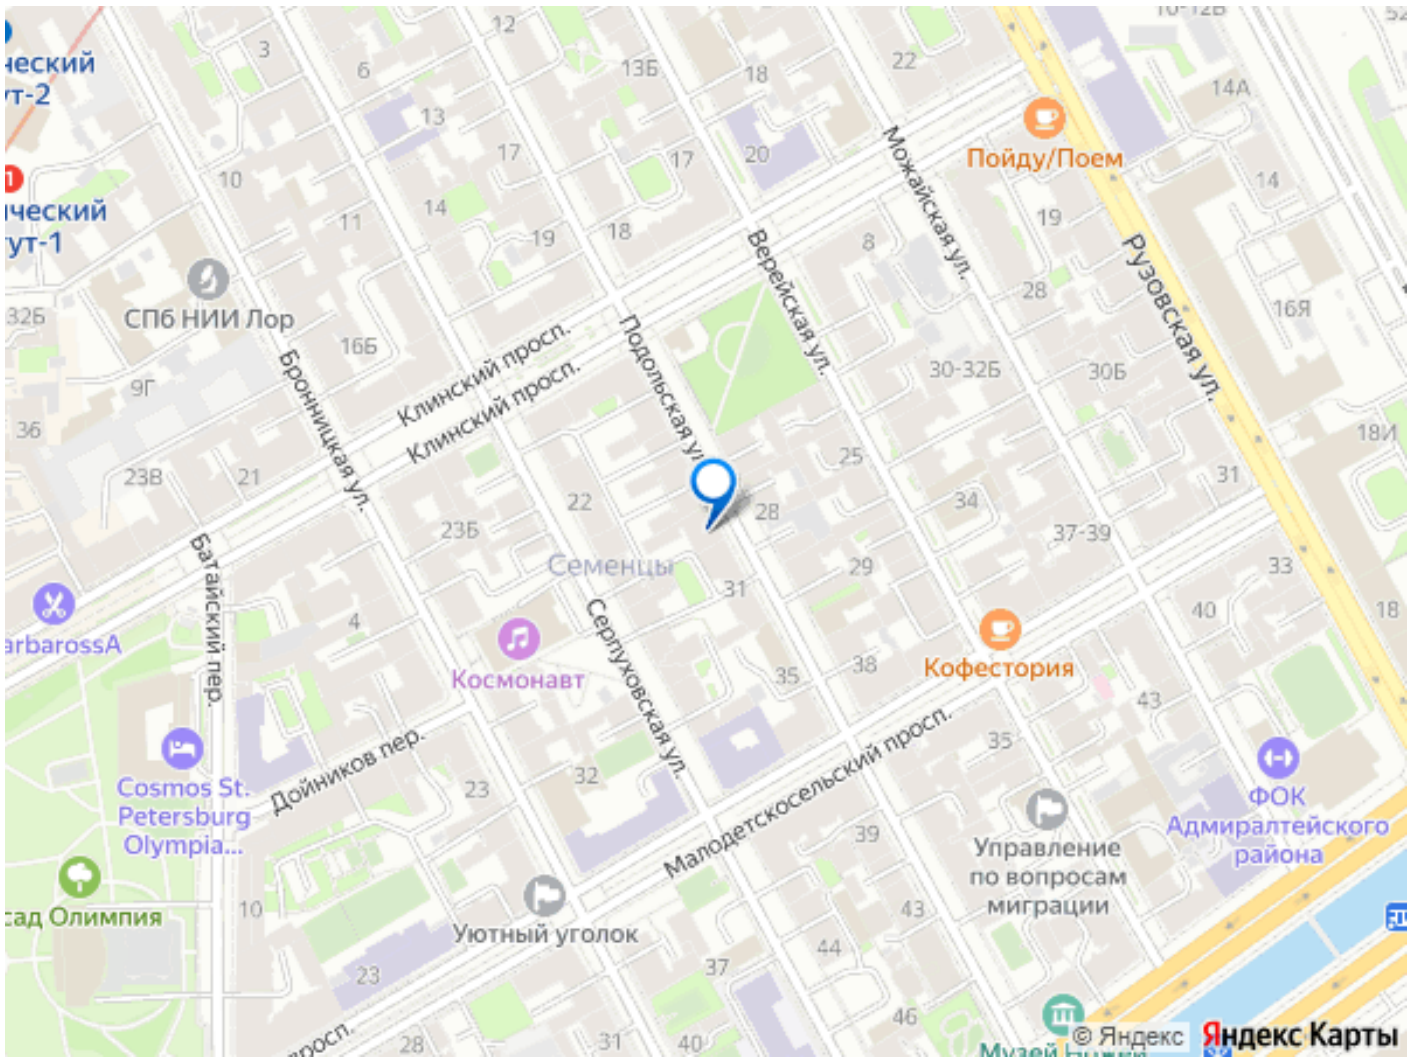 12
10-12В
3
неский
6
13Б
18
22
14А
ут-2
13
Пойду/Поем
17
17
20
Можайская ул.
10
14
14
ический
ут-1
11
19
18
19
Верейская ул.
8
Рузовская ул.
32Б
СПб НИИ Лор
28
16Я
Подольская ул.
16Б
Клинский просп.
Клинский просп.
Бронницкая ул.
9Г
30-32Б
30Б
36
18И
23В
21
25
31
22
28
34
23Б
37-39
Семенцы
29
33
Батайский пер.
31
Серпуховская ул.
arbarossA
4
40
18
Космонавт
35
38
Кофестория
43
Дойников пер.
Малодетскосельский просп.
35
Cosmos St.
Petersburg
Olympia...
23
32
ФОК
Адмиралтейского
района
39
Управление
по вопросам
миграции
сад Олимпия
10
Уютный уголок
43
44
23
37
46
просп.
28
31
40
© Яндекс
Яндекс Карты